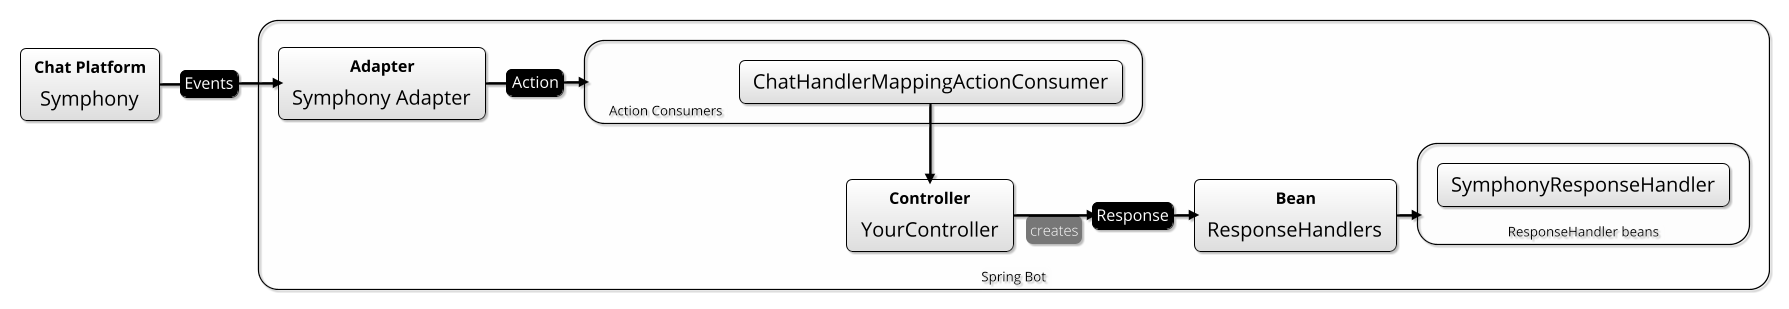 Chat Platform
Symphony
Events
Adapter
Symphony Adapter
Action
ChatHandlerMappingActionConsumer
Action Consumers
Controller
YourController
creates
Response
Bean
ResponseHandlers
SymphonyResponseHandler
ResponseHandler beans
Spring Bot